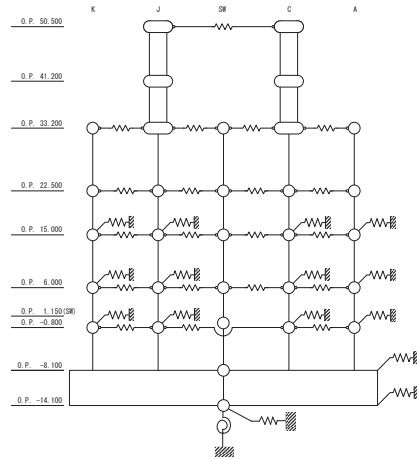 K J SW C A
O.P. 50.500
O.P. 41.200
O.P. 33.200
O.P. 22.500
O.P. 15.000
O.P. 6.000
O.P. 1.150(SW)
O.P. -0.800
O.P. -8.100
O.P. -14.100